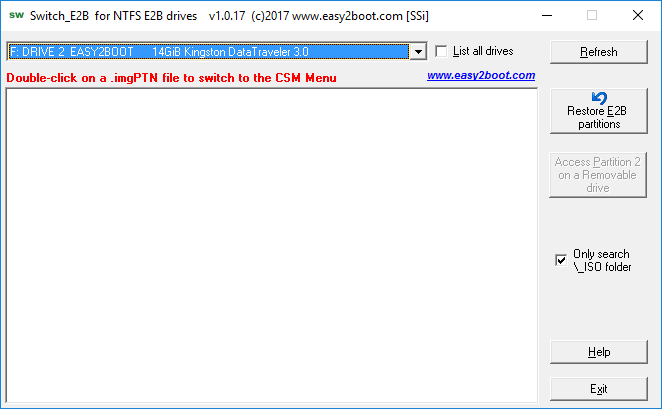 SW Switch_E2B for NTFS E2B drives v1.0.17 (c)2017 www.easy2boot.com [SSi]
F: DRIVE 2 EASY2BOOT 14GiB Kingston DataTraveler 3.0
List all drives
Refresh
Double-click on a .imgPTN file to switch to the CSM Menu
www.easy2boot.com
Restore E2B
partitions
Access Partition 2
on a Removable
drive
Only search
\_ISO folder
Help
Exit